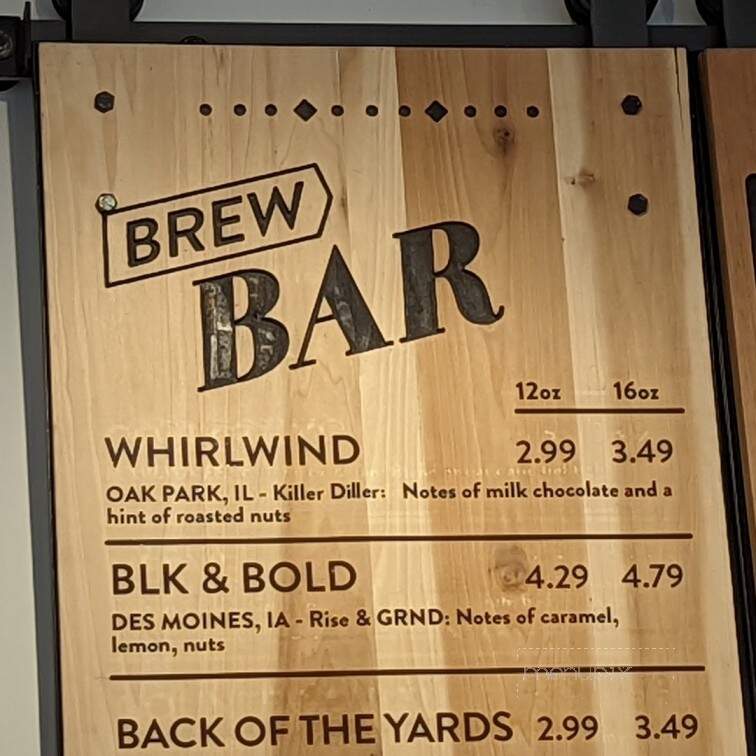 BREW
BAR
12oz 16oz
WHIRLWIND 2.99 3.49
OAK PARK, IL - Killer Diller: Notes of milk chocolate and a
hint of roasted nuts
BLK & BOLD 4.29 4.79
DES MOINES, IA - Rise & GRND: Notes of caramel,
lemon, nuts
BACK OF THE YARDS 2.99 3.49